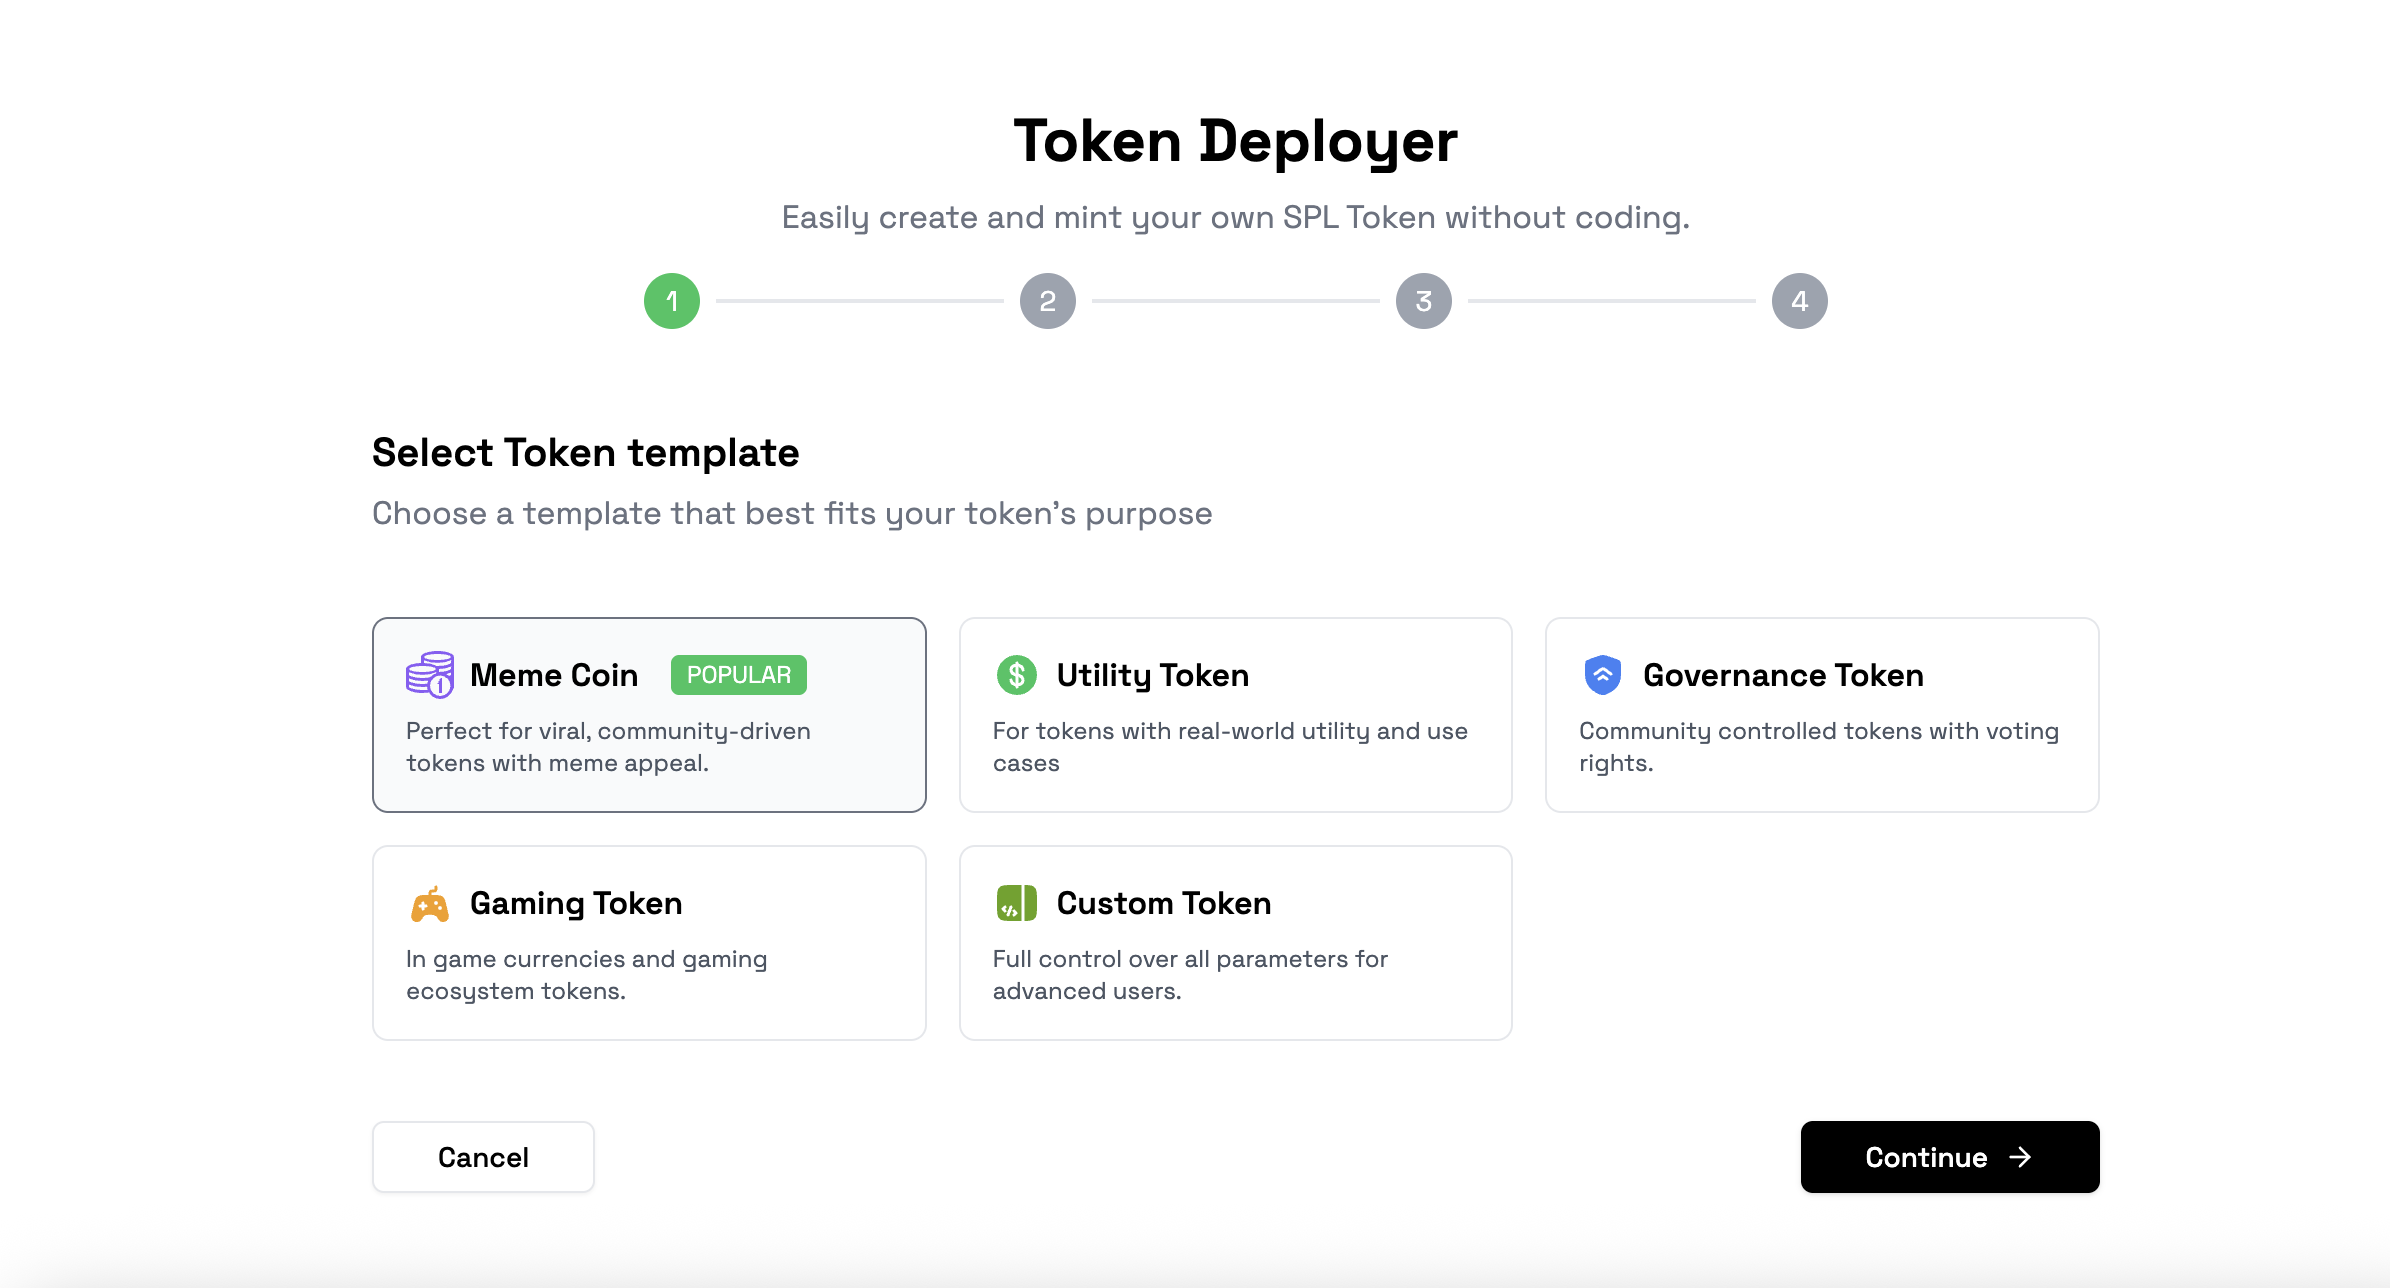 Token Deployer
Easily create and mint your own SPL Token without coding.
1
2
3
4
Select Token template
Choose a template that best fits your token's purpose
Meme Coin
POPULAR
Perfect for viral, community-driven
tokens with meme appeal.
Utility Token
For tokens with real-world utility and use
cases
Governance Token
Community controlled tokens with voting
rights.
Gaming Token
In game currencies and gaming
ecosystem tokens.
Custom Token
Full control over all parameters for
advanced users.
Cancel
Continue →